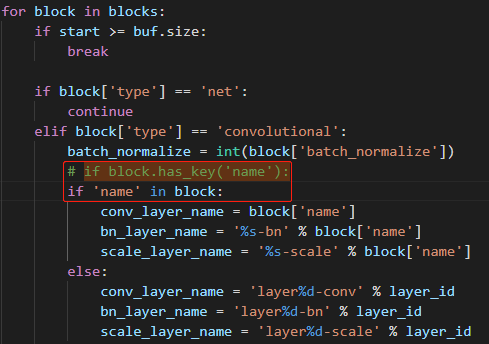 for block in blocks:
    if start >= buf.size:
        break

    if block['type'] == 'net':
        continue
    elif block['type'] == 'convolutional':
        batch_normalize = int(block['batch_normalize'])
        # if block.has_key('name'):
        if 'name' in block:
            conv_layer_name = block['name']
            bn_layer_name = '%s-bn' % block['name']
            scale_layer_name = '%s-scale' % block['name']
        else:
            conv_layer_name = 'layer%d-conv' % layer_id
            bn_layer_name = 'layer%d-bn' % layer_id
            scale_layer_name = 'layer%d-scale' % layer_id